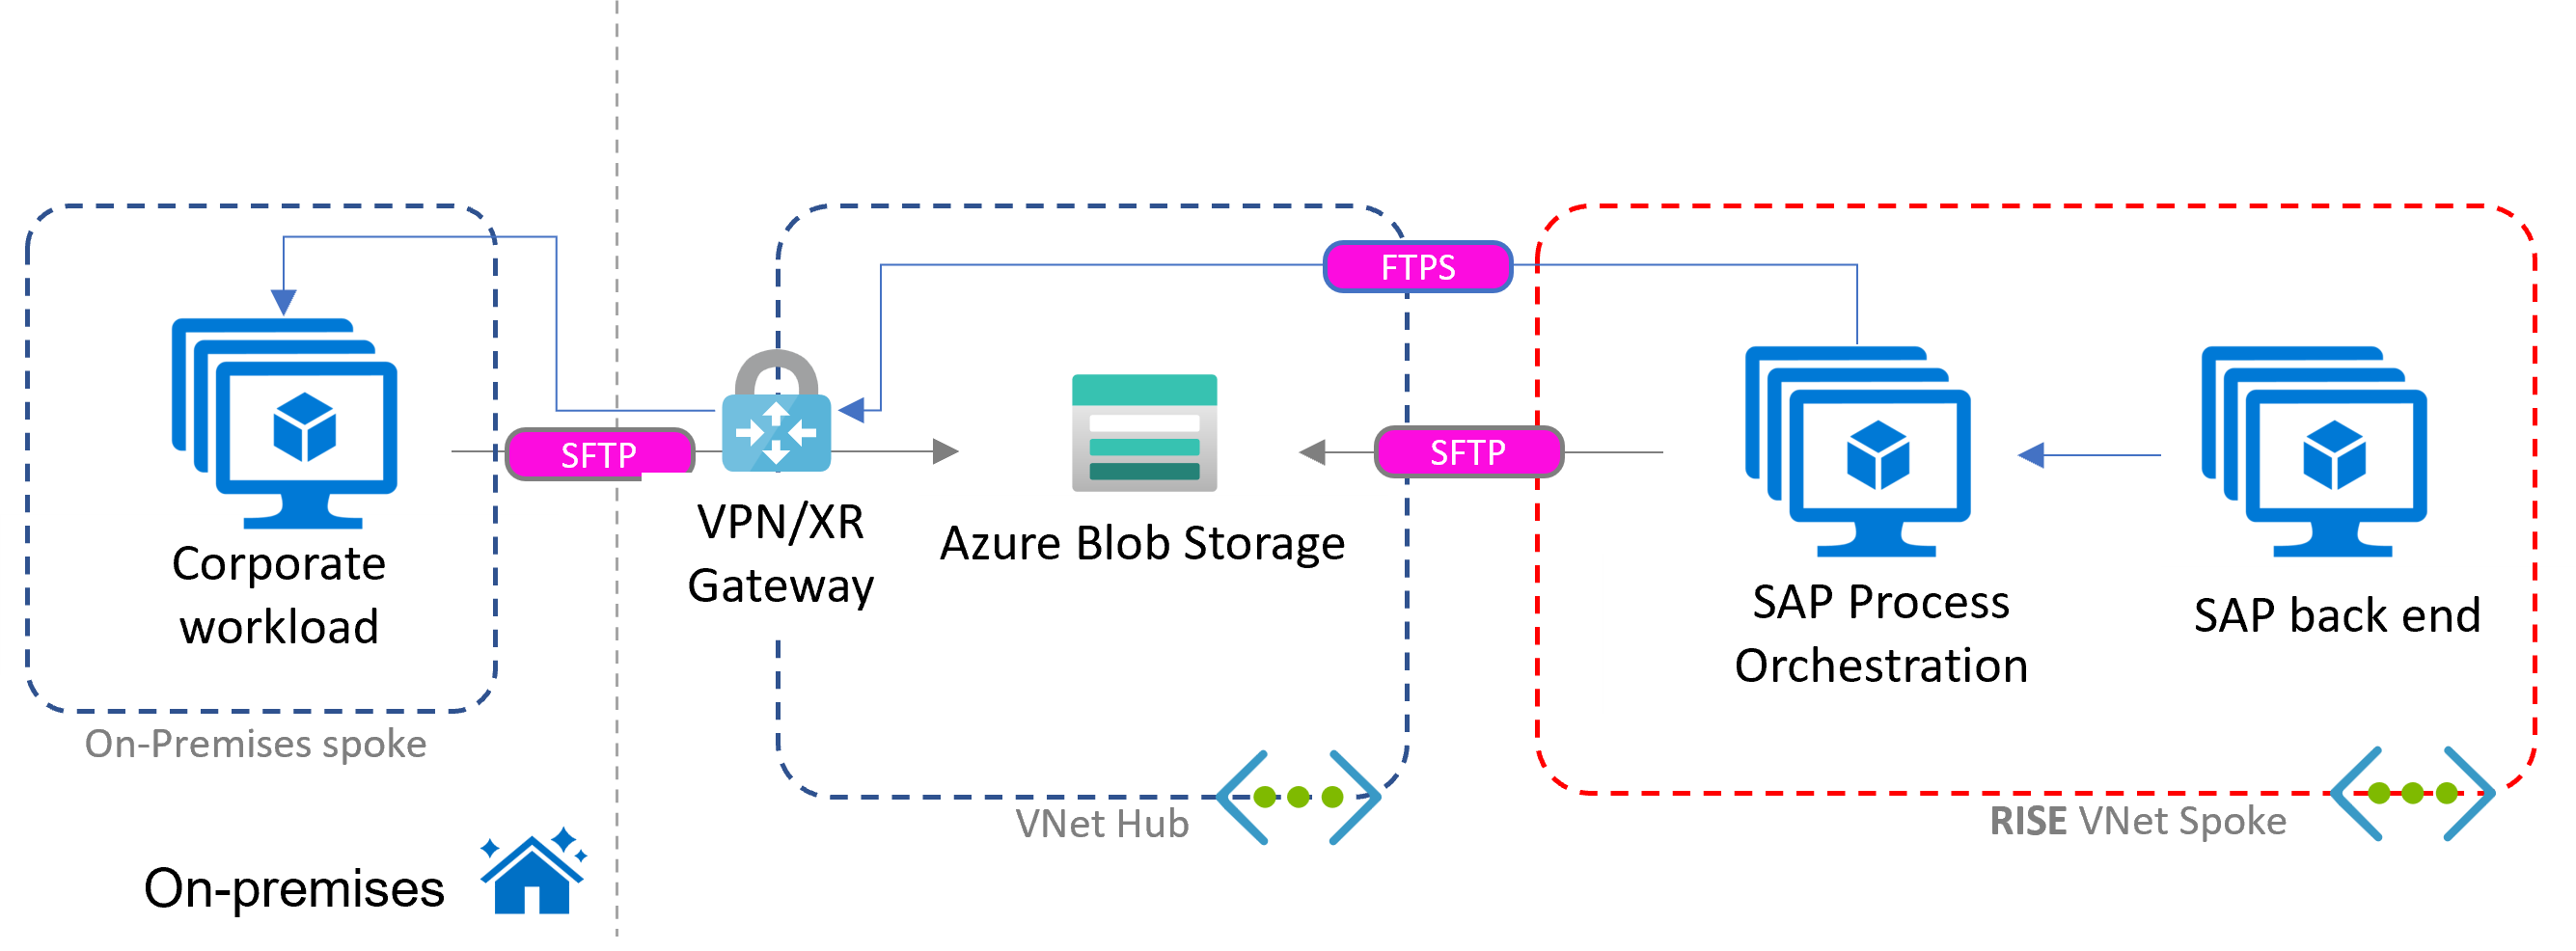 FTPS
SFTP
SFTP
VPN/XR
Gateway
Azure Blob Storage
Corporate
workload
SAP Process
Orchestration
SAP back end
On-Premises spoke
VNet Hub
RISE VNet Spoke
On-premises